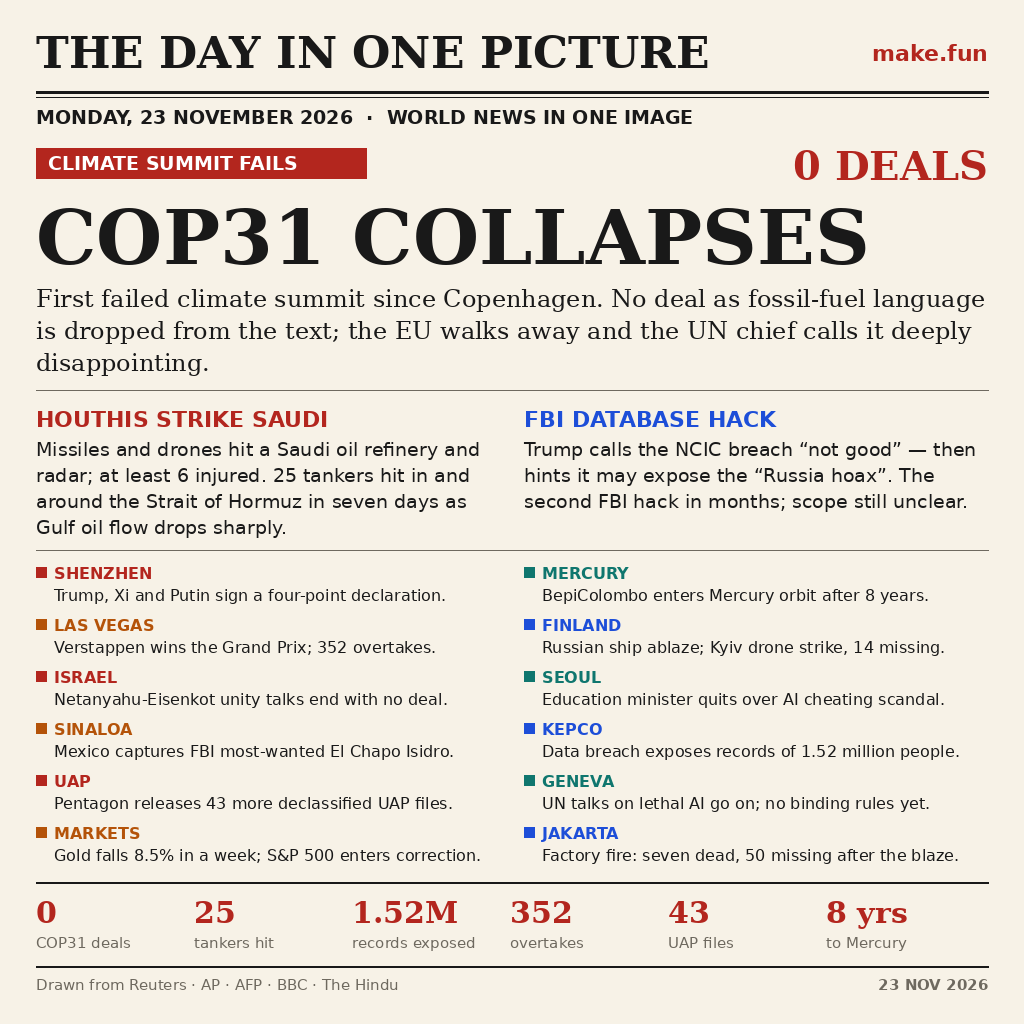 THE DAY IN ONE PICTURE
make.fun
MONDAY, 23 NOVEMBER 2026 · WORLD NEWS IN ONE IMAGE
CLIMATE SUMMIT FAILS
0 DEALS
COP31 COLLAPSES
First failed climate summit since Copenhagen. No deal as fossil-fuel language
is dropped from the text; the EU walks away and the UN chief calls it deeply
disappointing.
HOUTHIS STRIKE SAUDI
Missiles and drones hit a Saudi oil refinery and
radar; at least 6 injured. 25 tankers hit in and
around the Strait of Hormuz in seven days as
Gulf oil flow drops sharply.
FBI DATABASE HACK
Trump calls the NCIC breach “not good” — then
hints it may expose the “Russia hoax”. The
second FBI hack in months; scope still unclear.
SHENZHEN
Trump, Xi and Putin sign a four-point declaration.
LAS VEGAS
Verstappen wins the Grand Prix; 352 overtakes.
ISRAEL
Netanyahu-Eisenkot unity talks end with no deal.
SINALOA
Mexico captures FBI most-wanted El Chapo Isidro.
UAP
Pentagon releases 43 more declassified UAP files.
MARKETS
Gold falls 8.5% in a week; S&P 500 enters correction.
MERCURY
BepiColombo enters Mercury orbit after 8 years.
FINLAND
Russian ship ablaze; Kyiv drone strike, 14 missing.
SEOUL
Education minister quits over AI cheating scandal.
KEPCO
Data breach exposes records of 1.52 million people.
GENEVA
UN talks on lethal AI go on; no binding rules yet.
JAKARTA
Factory fire: seven dead, 50 missing after the blaze.
0
COP31 deals
25
tankers hit
1.52M
records exposed
352
overtakes
43
UAP files
8 yrs
to Mercury
Drawn from Reuters · AP · AFP · BBC · The Hindu
23 NOV 2026